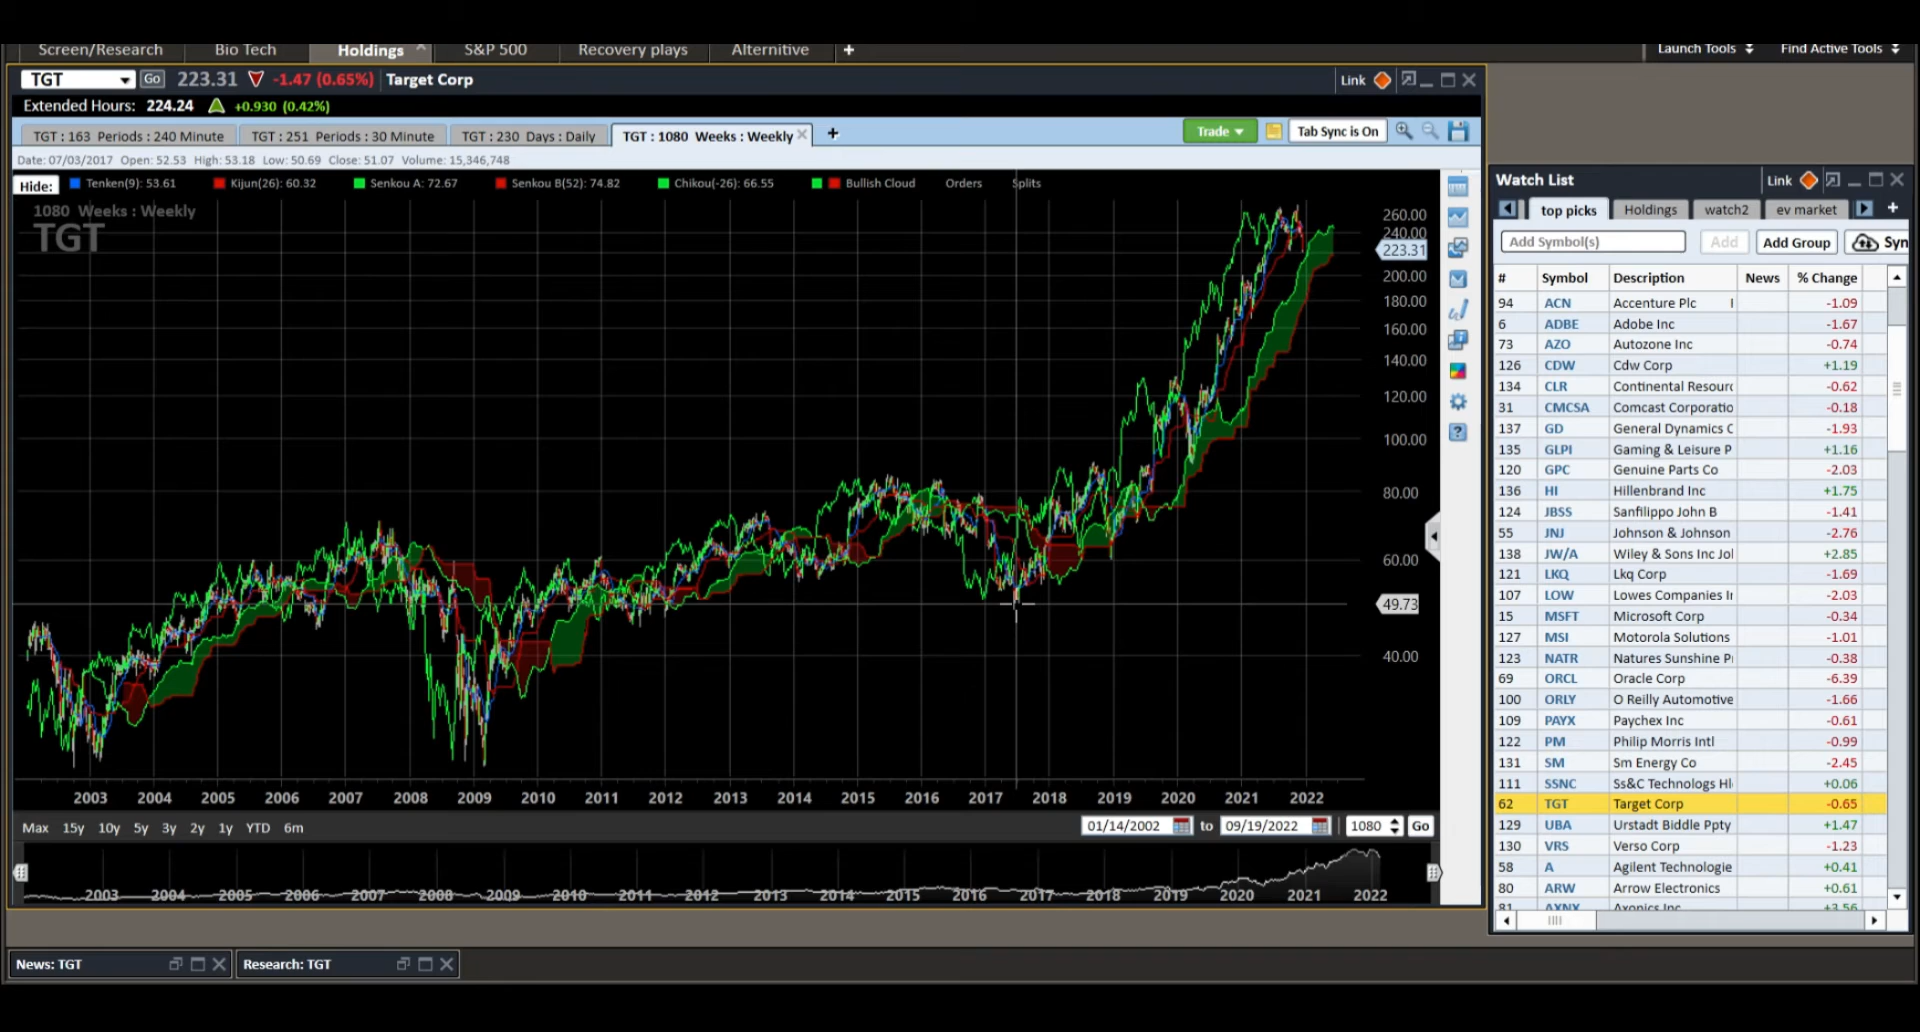 Screen/Research Bio Tech Holdings S&P 500 Recovery plays Alternitive + Launch Tools Find Active Tools
TGT Go 223.31 -1.47 (0.65%) Target Corp Link
Extended Hours: 224.24 +0.930 (0.42%)
TGT : 163 Periods : 240 Minute TGT : 251 Periods : 30 Minute TGT : 230 Days : Daily TGT : 1080 Weeks : Weekly + Trade Tab Sync is On
Date: 07/03/2017 Open: 52.53 High: 53.18 Low: 50.69 Close: 51.07 Volume: 15,346,748
Hide: Tenken(9): 53.61 Kijun(26): 60.32 Senkou A: 72.67 Senkou B(52): 74.82 Chikou(-26): 66.55 Bullish Cloud Orders Splits
1080 Weeks : Weekly
TGT
260.00
240.00
223.31
200.00
180.00
160.00
140.00
120.00
100.00
80.00
60.00
49.73
40.00
2003 2004 2005 2006 2007 2008 2009 2010 2011 2012 2013 2014 2015 2016 2017 2018 2019 2020 2021 2022
Max 15y 10y 5y 3y 2y 1y YTD 6m 01/14/2002 to 09/19/2022 1080 Go
2003 2004 2005 2006 2007 2008 2009 2010 2011 2012 2013 2014 2015 2016 2017 2018 2019 2020 2021 2022
Watch List Link
top picks Holdings watch2 ev market +
Add Symbol(s) Add Add Group Syn
# Symbol Description News % Change
94 ACN Accenture Plc I -1.09
6 ADBE Adobe Inc -1.67
73 AZO Autozone Inc -0.74
126 CDW Cdw Corp +1.19
134 CLR Continental Resourc -0.62
31 CMCSA Comcast Corporatio -0.18
137 GD General Dynamics C -1.93
135 GLPI Gaming & Leisure P +1.16
120 GPC Genuine Parts Co -2.03
136 HI Hillenbrand Inc +1.75
124 JBSS Sanfilippo John B -1.41
55 JNJ Johnson & Johnson -2.76
138 JW/A Wiley & Sons Inc Jol +2.85
121 LKQ Lkq Corp -1.69
107 LOW Lowes Companies Ir -2.03
15 MSFT Microsoft Corp -0.34
127 MSI Motorola Solutions -1.01
123 NATR Natures Sunshine P -0.38
69 ORCL Oracle Corp -6.39
100 ORLY O Reilly Automotive -1.66
109 PAYX Paychex Inc -0.61
122 PM Philip Morris Intl -0.99
131 SM Sm Energy Co -2.45
111 SSNC Ss&C Technologs Hl +0.06
62 TGT Target Corp -0.65
129 UBA Urstadt Biddle Ppty +1.47
130 VRS Verso Corp -1.23
58 A Agilent Technologie +0.41
80 ARW Arrow Electronics +0.61
81 AXNX Axonics Inc +3.56
News: TGT Research: TGT